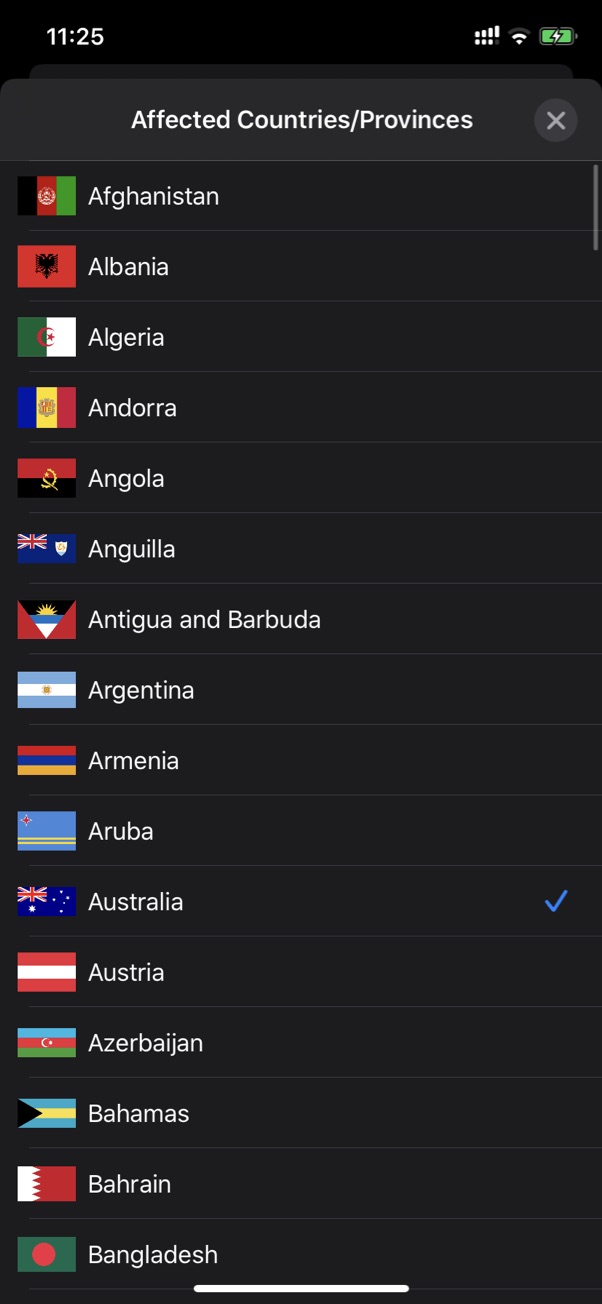 11:25
Affected Countries/Provinces
Afghanistan
Albania
Algeria
Andorra
Angola
Anguilla
Antigua and Barbuda
Argentina
Armenia
Aruba
Australia
Austria
Azerbaijan
Bahamas
Bahrain
Bangladesh